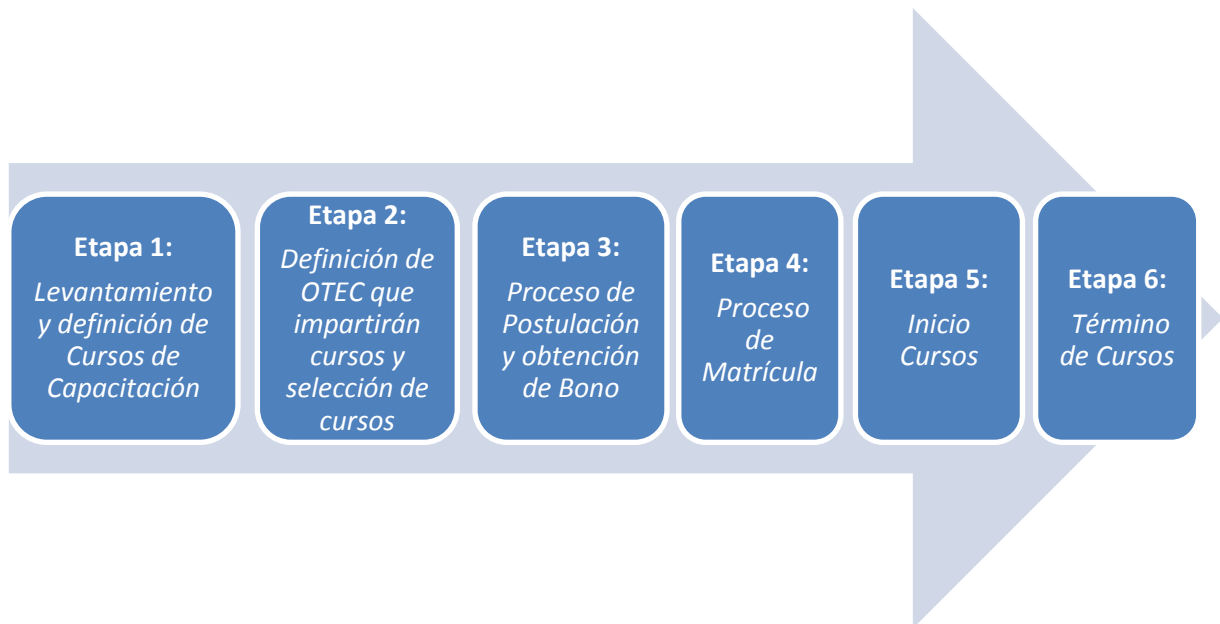 Etapa 1:
Levantamiento
y definición de
Cursos de
Capacitación
Etapa 2:
Definición de
OTEC que
impartirán
cursos y
selección de
cursos
Etapa 3:
Proceso de
Postulación
y obtención
de Bono
Etapa 4:
Proceso
de
Matrícula
Etapa 5:
Inicio
Cursos
Etapa 6:
Término
de Cursos